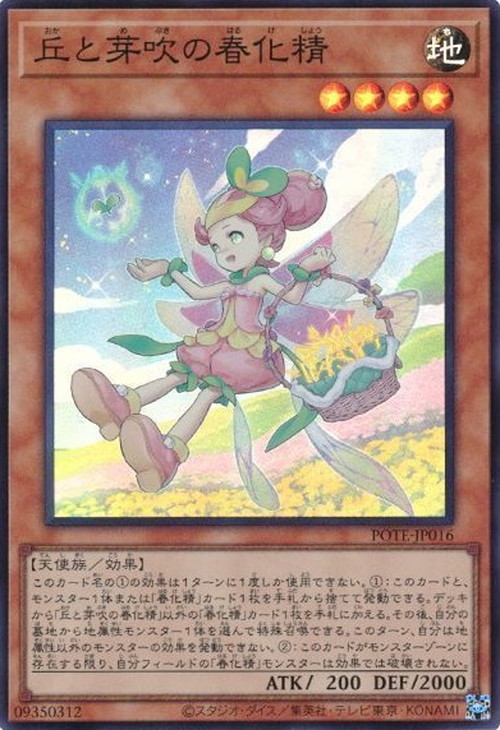 丘と芽吹の春化精
地
POTE-JP016
【天使族/効果】
このカード名の①の効果は1ターンに1度しか使用できない。①:このカードと、
モンスター1体または「春化精」カード1枚を手札から捨てて発動できる。デッキ
から「丘と芽吹の春化精」以外の「春化精」カード1枚を手札に加える。その後、自分の
墓地から地属性モンスター1体を選んで特殊召喚できる。このターン、自分は地
属性以外のモンスターの効果を発動できない。②:このカードがモンスターゾーンに
存在する限り、自分フィールドの「春化精」モンスターは効果では破壊されない。
ATK/ 200 DEF/2000
09350312 ©スタジオ・ダイス/集英社・テレビ東京・KONAMI